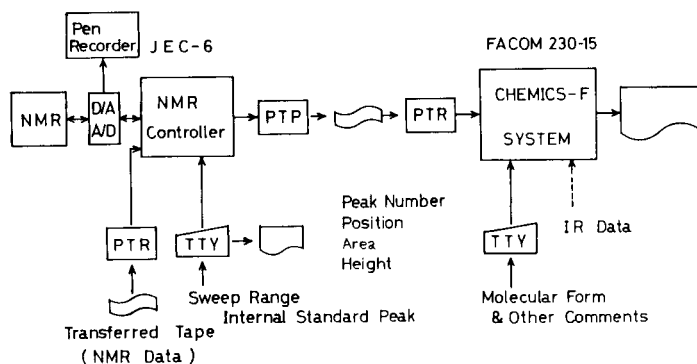 Pen
Recorder
JEC-6
FACOM 230-15
NMR
D/A
A/D
NMR
Controller
PTP
PTR
CHEMICS-F
SYSTEM
PTR
TTY
Peak Number
Position
Area
Height
TTY
IR Data
Sweep Range
Internal Standard Peak
Transferred Tape
(NMR Data)
Molecular Form
& Other Comments